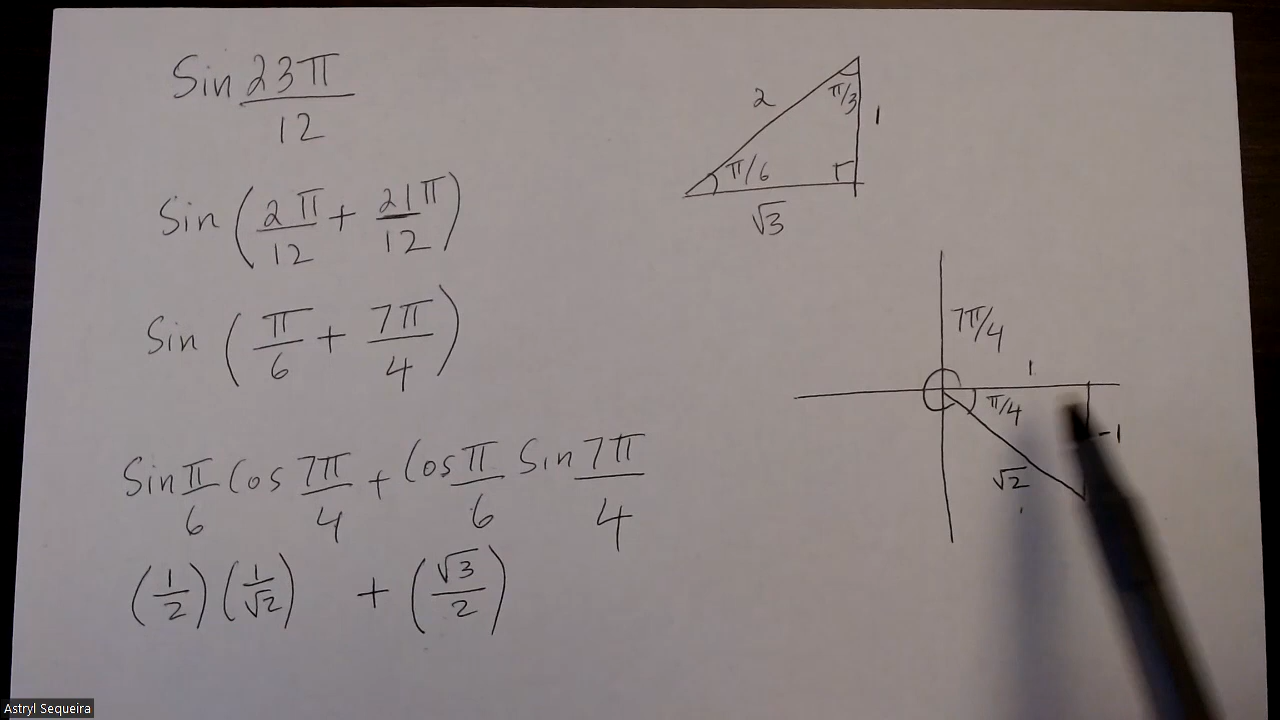 Sin 23π/12
Sin (2π/12 + 21π/12)
Sin (π/6 + 7π/4)
Sin π/6 Cos 7π/4 + Cos π/6 Sin 7π/4
(1/2) (1/√2) + (√3/2)
2
π/3
1
π/6
√3
7π/4
1
π/4
-1
√2
Astryl Sequeira